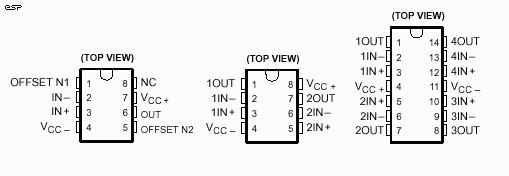 ESP
(TOP VIEW)
OFFSET N1 1 8 NC
IN− 2 7 VCC +
IN+ 3 6 OUT
VCC − 4 5 OFFSET N2
(TOP VIEW)
1OUT 1 8 VCC +
1IN− 2 7 2OUT
1IN+ 3 6 2IN−
VCC − 4 5 2IN+
(TOP VIEW)
1OUT 1 14 4OUT
1IN− 2 13 4IN−
1IN+ 3 12 4IN+
VCC + 4 11 VCC −
2IN+ 5 10 3IN+
2IN− 6 9 3IN−
2OUT 7 8 3OUT